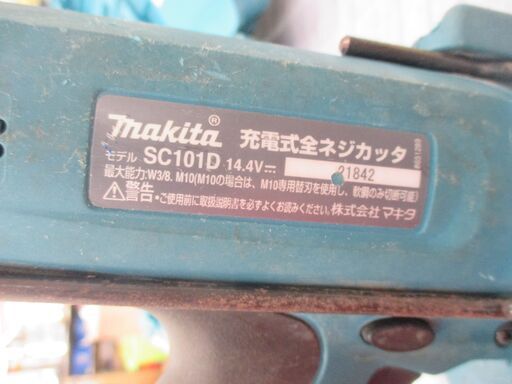 makita® 充電式全ネジカッタ
モデル SC101D 14.4V⎓ 21842
最大能力:W3/8. M10(M10の場合は、M10専用替刃を使用し、軟鋼のみ切断可能)
⚠警告 *ご使用前に取扱説明書を必ずよくお読みください。株式会社マキタ